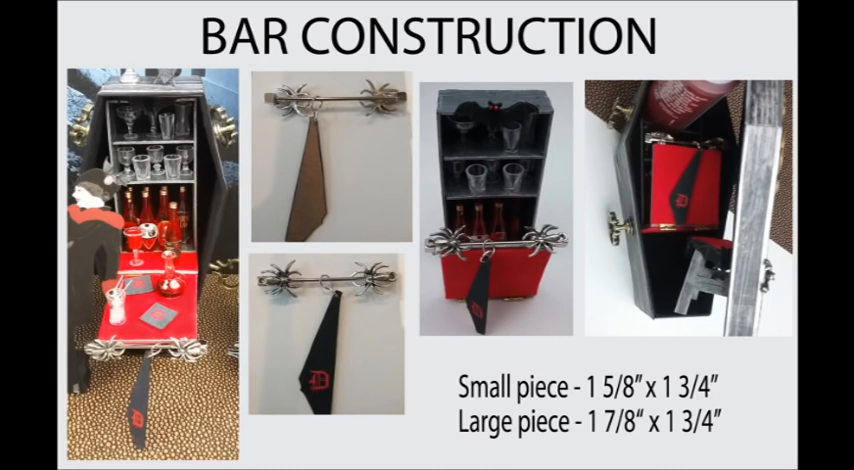 BAR CONSTRUCTION
Small piece - 1 5/8” x 1 3/4”
Large piece - 1 7/8“ x 1 3/4”